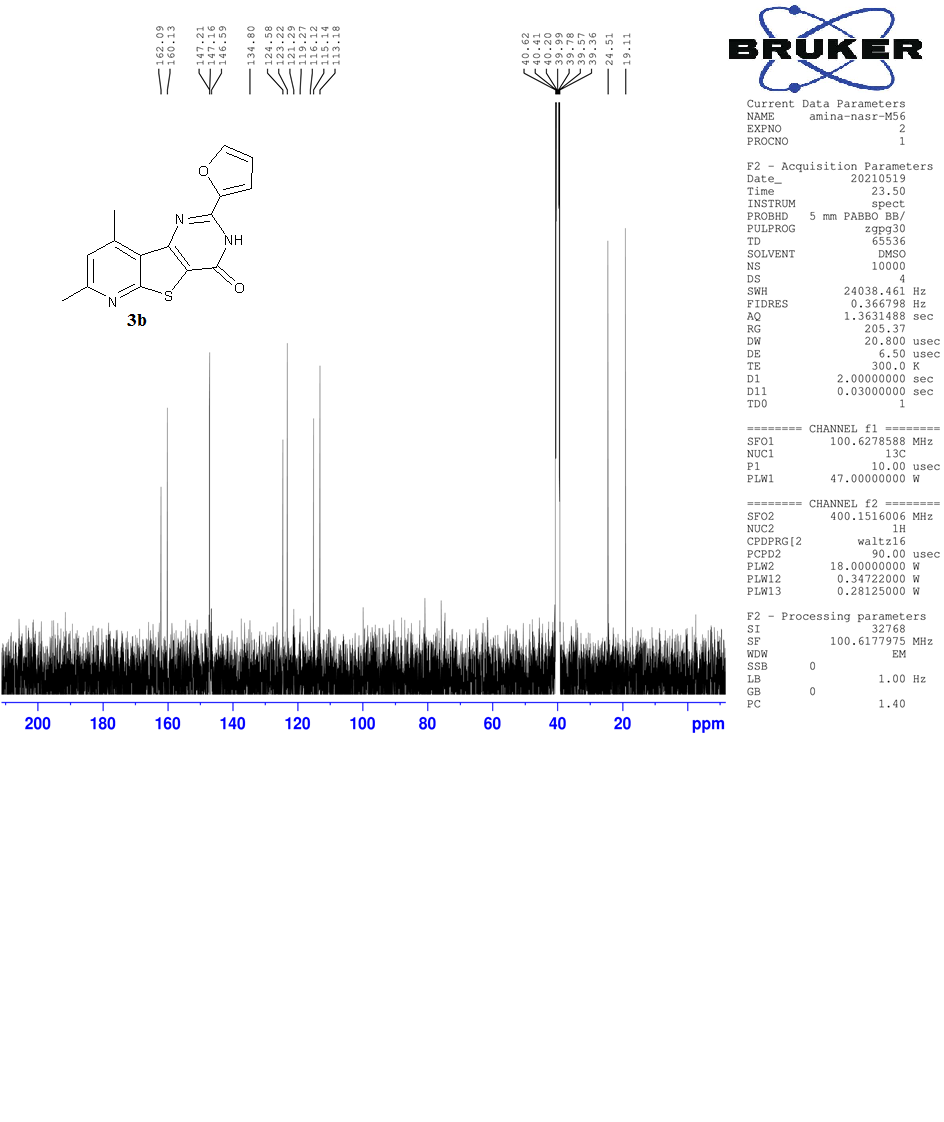 162.09
160.13
147.21
147.16
146.59
134.80
124.58
123.22
121.29
119.27
116.12
115.14
113.18
40.62
40.41
40.20
39.99
39.78
39.57
39.36
24.51
19.11
O
N
NH
O
S
N
3b
200 180 160 140 120 100 80 60 40 20 ppm
BRUKER
Current Data Parameters
NAME amina-nasr-M56
EXPNO 2
PROCNO 1
F2 - Acquisition Parameters
Date_ 20210519
Time 23.50
INSTRUM spect
PROBHD 5 mm PABBO BB/
PULPROG zgpg30
TD 65536
SOLVENT DMSO
NS 10000
DS 4
SWH 24038.461 Hz
FIDRES 0.366798 Hz
AQ 1.3631488 sec
RG 205.37
DW 20.800 usec
DE 6.50 usec
TE 300.0 K
D1 2.00000000 sec
D11 0.03000000 sec
TD0 1
======== CHANNEL f1 ========
SFO1 100.6278588 MHz
NUC1 13C
P1 10.00 usec
PLW1 47.00000000 W
======== CHANNEL f2 ========
SFO2 400.1516006 MHz
NUC2 1H
CPDPRG[2 waltz16
PCPD2 90.00 usec
PLW2 18.00000000 W
PLW12 0.34722000 W
PLW13 0.28125000 W
F2 - Processing parameters
SI 32768
SF 100.6177975 MHz
WDW EM
SSB 0
LB 1.00 Hz
GB 0
PC 1.40